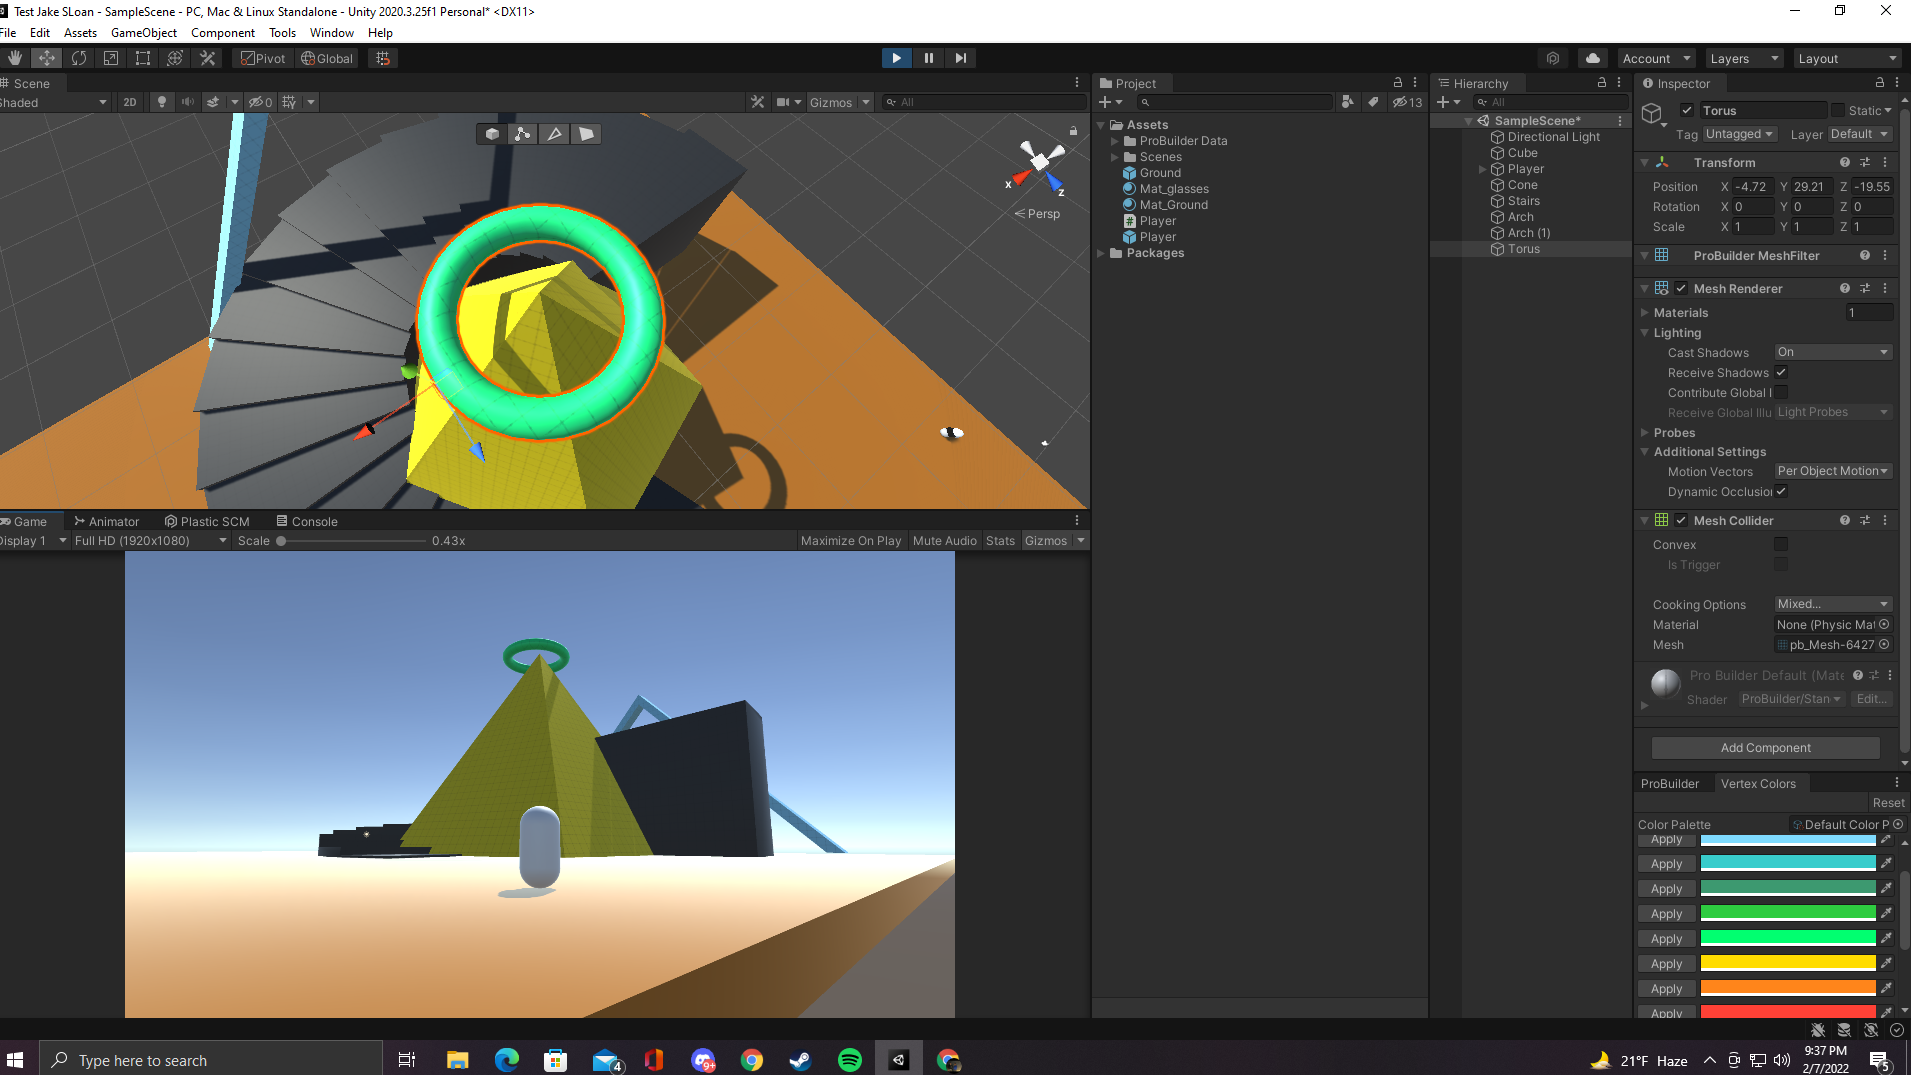 Test Jake SLoan - SampleScene - PC, Mac & Linux Standalone - Unity 2020.3.25f1 Personal* <DX11>
File Edit Assets GameObject Component Tools Window Help
Pivot Global Account Layers Layout
Scene
Shaded 2D 0 Gizmos All
Persp
x z
Game Animator Plastic SCM Console
Display 1 Full HD (1920x1080) Scale 0.43x Maximize On Play Mute Audio Stats Gizmos
Project
13
Assets
ProBuilder Data
Scenes
Ground
Mat_glasses
Mat_Ground
Player
Player
Packages
Hierarchy
All
SampleScene*
Directional Light
Cube
Player
Cone
Stairs
Arch
Arch (1)
Torus
Inspector
Torus Static
Tag Untagged Layer Default
Transform
Position X -4.72 Y 29.21 Z -19.55
Rotation X 0 Y 0 Z 0
Scale X 1 Y 1 Z 1
ProBuilder MeshFilter
Mesh Renderer
Materials 1
Lighting
Cast Shadows On
Receive Shadows
Contribute Global I
Receive Global Illu Light Probes
Probes
Additional Settings
Motion Vectors Per Object Motion
Dynamic Occlusion
Mesh Collider
Convex
Is Trigger
Cooking Options Mixed...
Material None (Physic Mat
Mesh pb_Mesh-6427
Pro Builder Default (Mate
Shader ProBuilder/Stan Edit...
Add Component
ProBuilder Vertex Colors
Reset
Color Palette Default Color P
Apply
Apply
Apply
Apply
Apply
Apply
Apply
Apply
Type here to search
4
9+
21°F Haze
9:37 PM
2/7/2022
5